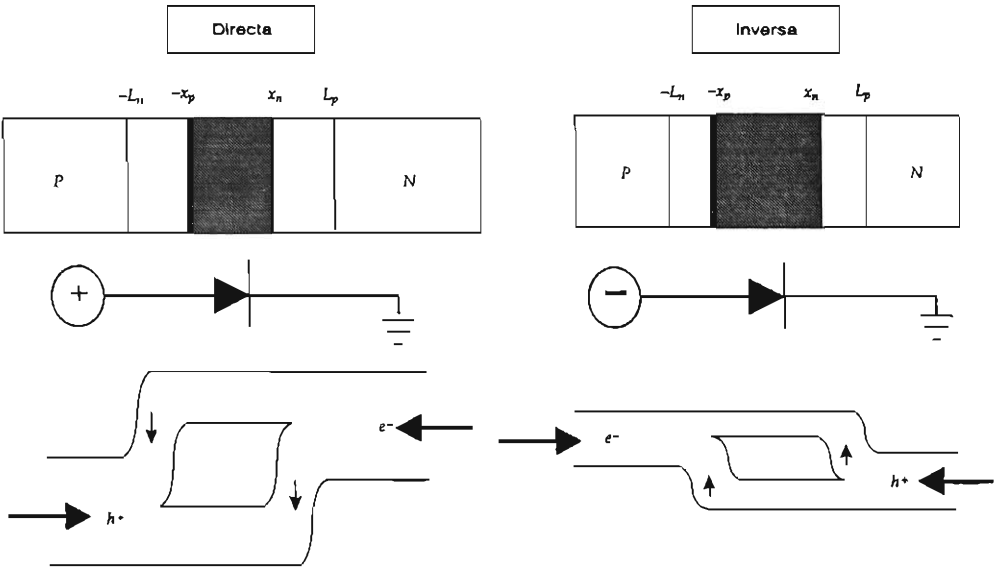 Directa
Inversa
-Lₙ -xₚ xₙ Lₚ
-Lₙ -xₚ xₙ Lₚ
P N
P N
+
−
e-
h+
e-
h+